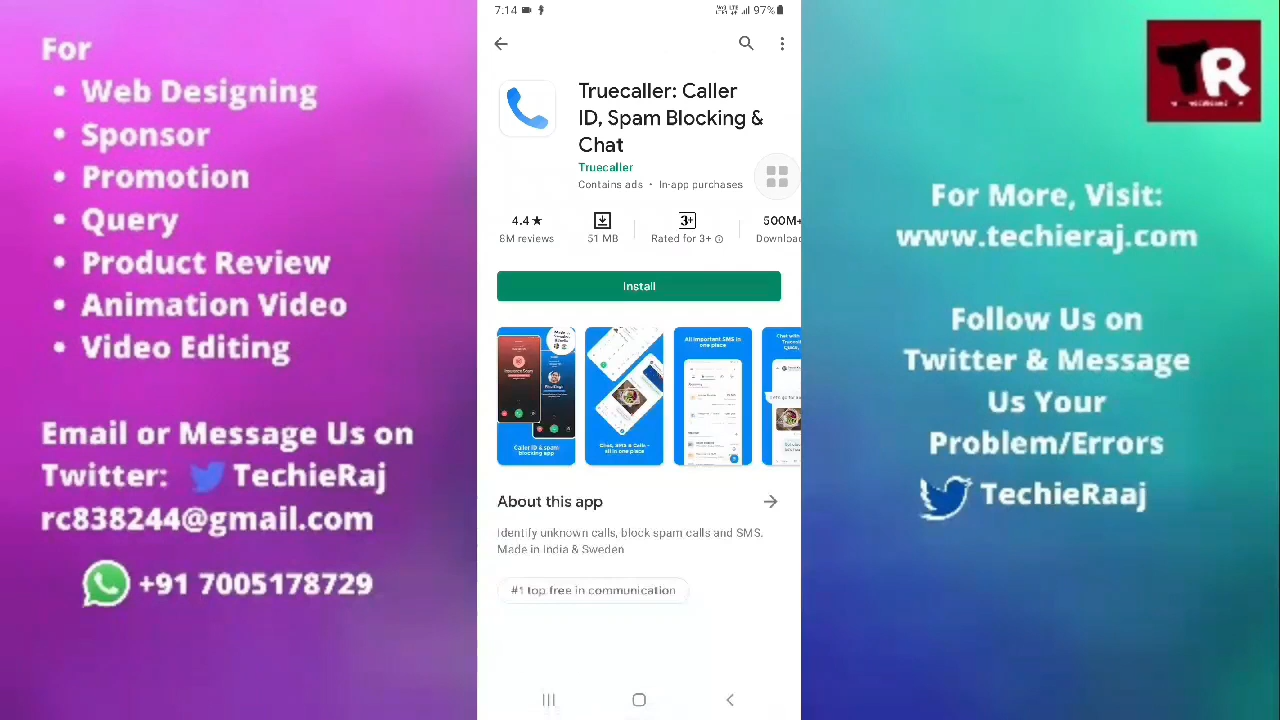 For
• Web Designing
• Sponsor
• Promotion
• Query
• Product Review
• Animation Video
• Video Editing
Email or Message Us on
Twitter: TechieRaj
rc838244@gmail.com
+91 7005178729
7:14
97%
Truecaller: Caller
ID, Spam Blocking &
Chat
Truecaller
Contains ads • In-app purchases
4.4★
3+
500M+
8M reviews
51 MB
Rated for 3+
Downloa
Install
Caller ID & spam
blocking app
Chat, SMS & Calls -
all in one place
All important SMS in
one place
About this app
Identify unknown calls, block spam calls and SMS.
Made in India & Sweden
#1 top free in communication
TR
For More, Visit:
www.techieraj.com
Follow Us on
Twitter & Message
Us Your
Problem/Errors
TechieRaaj